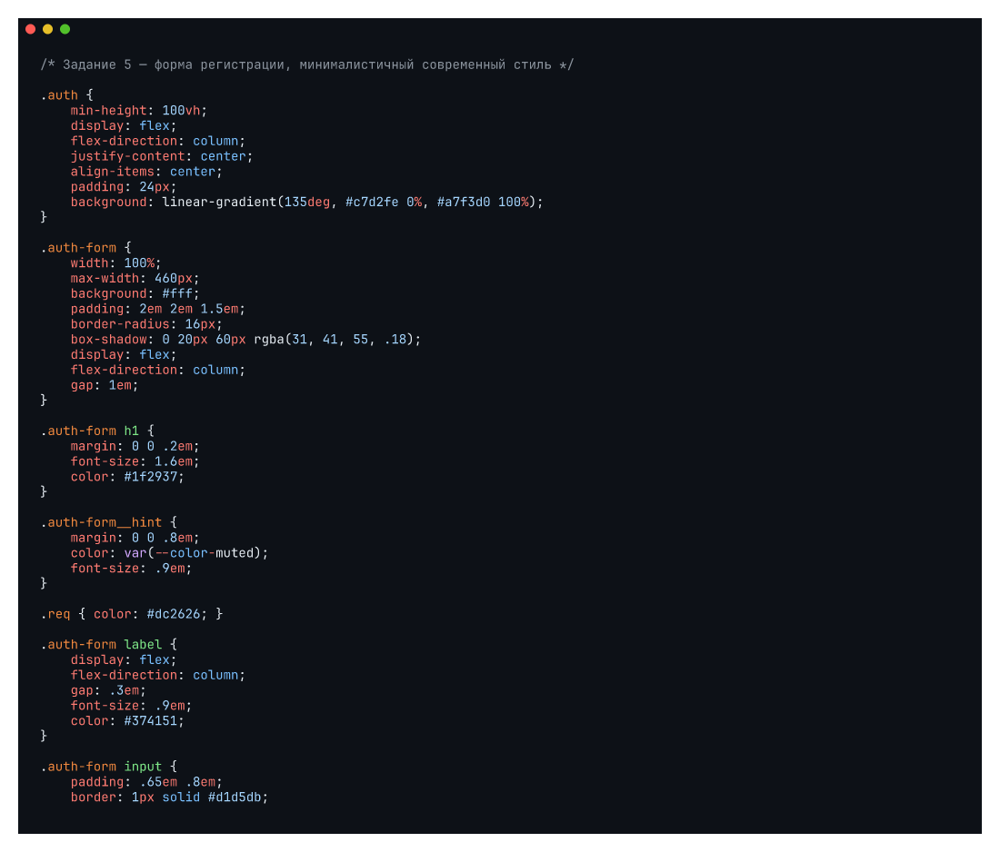 /* Задание 5 — форма регистрации, минималистичный современный стиль */

.auth {
    min-height: 100vh;
    display: flex;
    flex-direction: column;
    justify-content: center;
    align-items: center;
    padding: 24px;
    background: linear-gradient(135deg, #c7d2fe 0%, #a7f3d0 100%);
}

.auth-form {
    width: 100%;
    max-width: 460px;
    background: #fff;
    padding: 2em 2em 1.5em;
    border-radius: 16px;
    box-shadow: 0 20px 60px rgba(31, 41, 55, .18);
    display: flex;
    flex-direction: column;
    gap: 1em;
}

.auth-form h1 {
    margin: 0 0 .2em;
    font-size: 1.6em;
    color: #1f2937;
}

.auth-form__hint {
    margin: 0 0 .8em;
    color: var(--color-muted);
    font-size: .9em;
}

.req { color: #dc2626; }

.auth-form label {
    display: flex;
    flex-direction: column;
    gap: .3em;
    font-size: .9em;
    color: #374151;
}

.auth-form input {
    padding: .65em .8em;
    border: 1px solid #d1d5db;